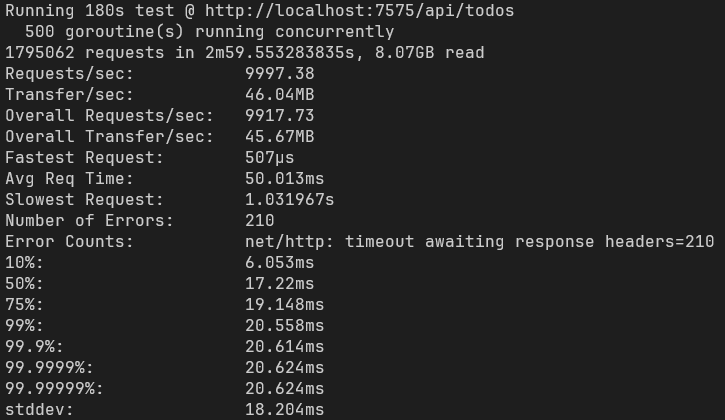 Running 180s test @ http://localhost:7575/api/todos
  500 goroutine(s) running concurrently
1795062 requests in 2m59.553283835s, 8.07GB read
Requests/sec:           9997.38
Transfer/sec:           46.04MB
Overall Requests/sec:   9917.73
Overall Transfer/sec:   45.67MB
Fastest Request:        507µs
Avg Req Time:           50.013ms
Slowest Request:        1.031967s
Number of Errors:       210
Error Counts:           net/http: timeout awaiting response headers=210
10%:                    6.053ms
50%:                    17.22ms
75%:                    19.148ms
99%:                    20.558ms
99.9%:                  20.614ms
99.9999%:               20.624ms
99.99999%:              20.624ms
stddev:                 18.204ms